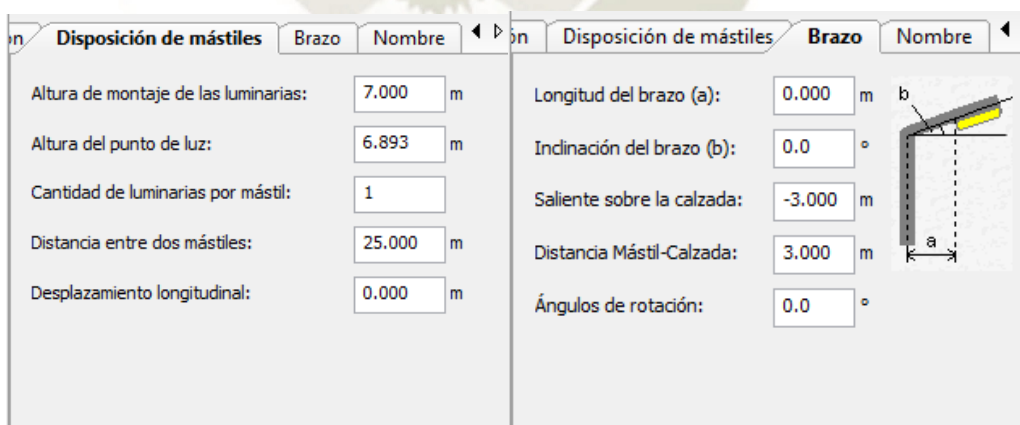 ón Disposición de mástiles Brazo Nombre
Altura de montaje de las luminarias: 7.000 m
Altura del punto de luz: 6.893 m
Cantidad de luminarias por mástil: 1
Distancia entre dos mástiles: 25.000 m
Desplazamiento longitudinal: 0.000 m
ón Disposición de mástiles Brazo Nombre
Longitud del brazo (a): 0.000 m
Inclinación del brazo (b): 0.0 °
Saliente sobre la calzada: -3.000 m
Distancia Mástil-Calzada: 3.000 m
Ángulos de rotación: 0.0 °
b
a